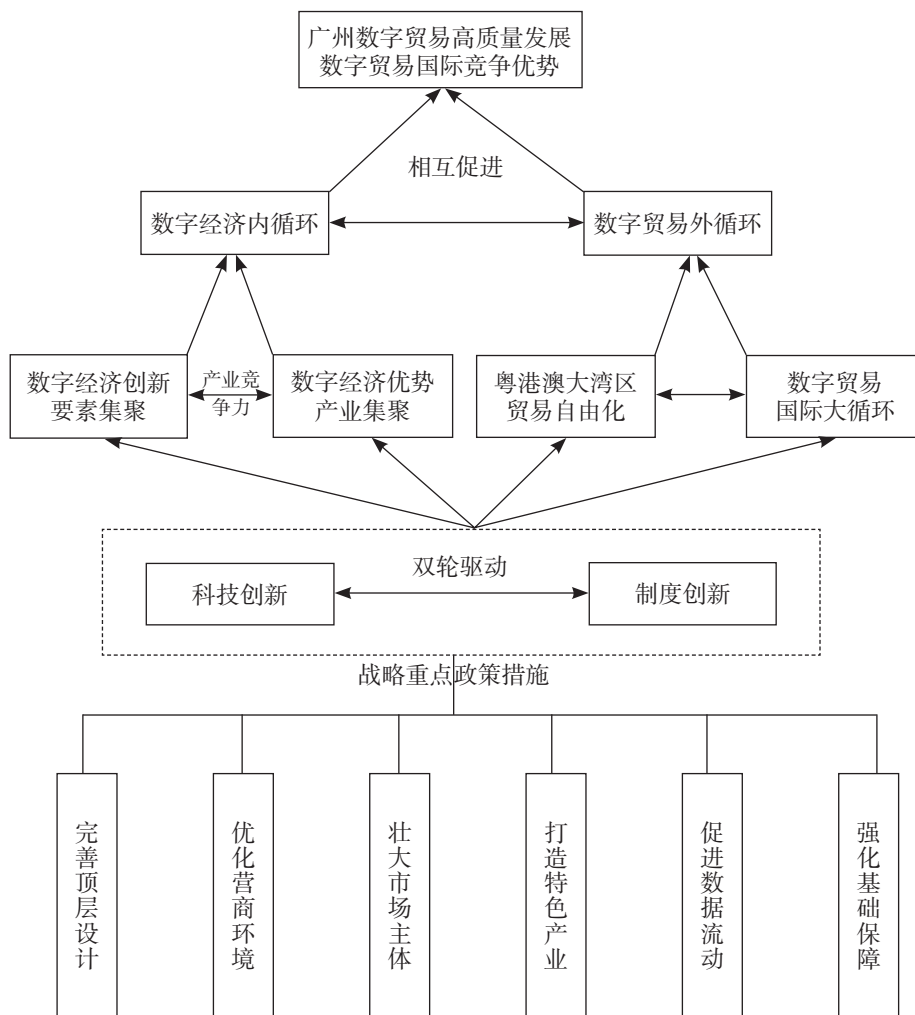 广州数字贸易高质量发展
数字贸易国际竞争优势
相互促进
数字经济内循环
数字贸易外循环
数字经济创新
要素集聚
产业竞
争力
数字经济优势
产业集聚
粤港澳大湾区
贸易自由化
数字贸易
国际大循环
双轮驱动
科技创新
制度创新
战略重点政策措施
完善顶层设计
优化营商环境
壮大市场主体
打造特色产业
促进数据流动
强化基础保障